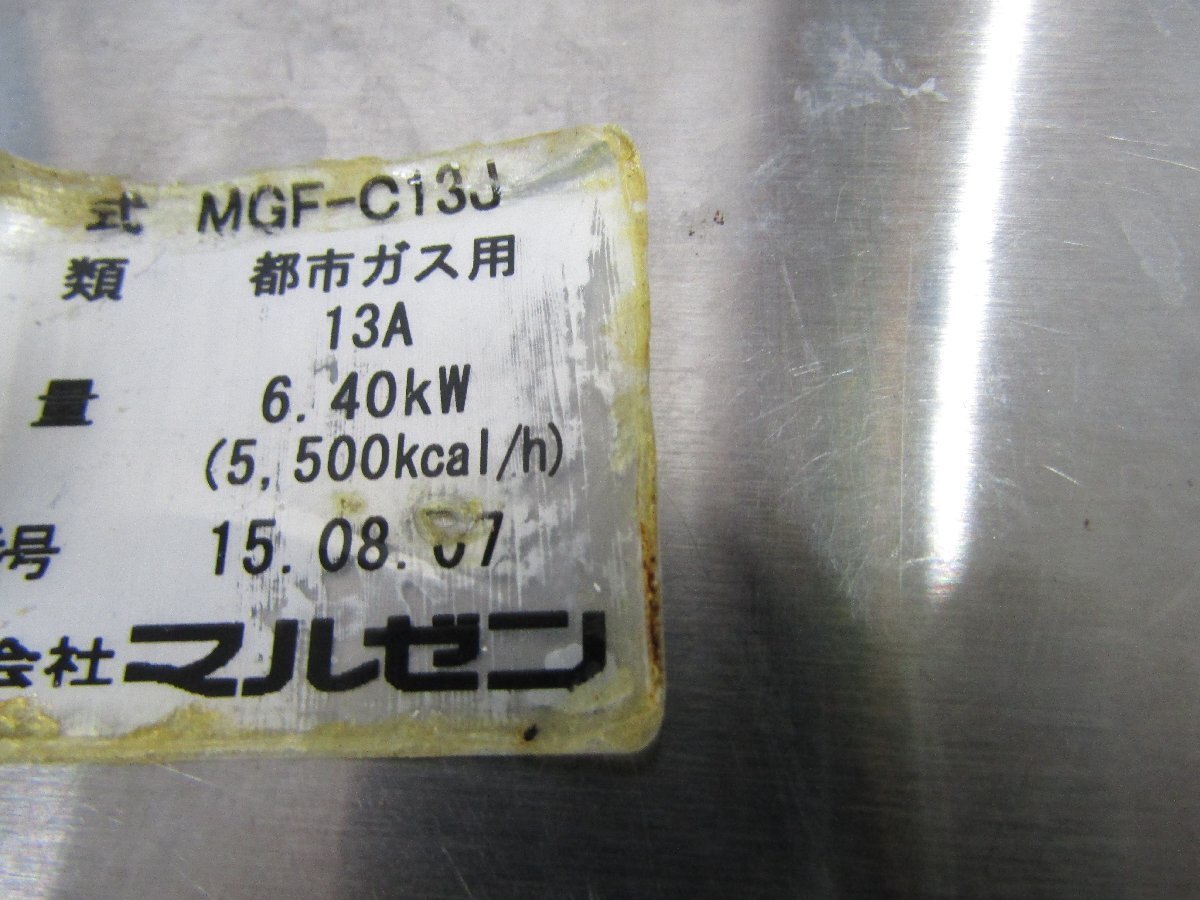 式 MGF-C13J
類 都市ガス用
13A
量 6.40kW
(5,500kcal/h)
号 15.08.07
会社 マルゼン